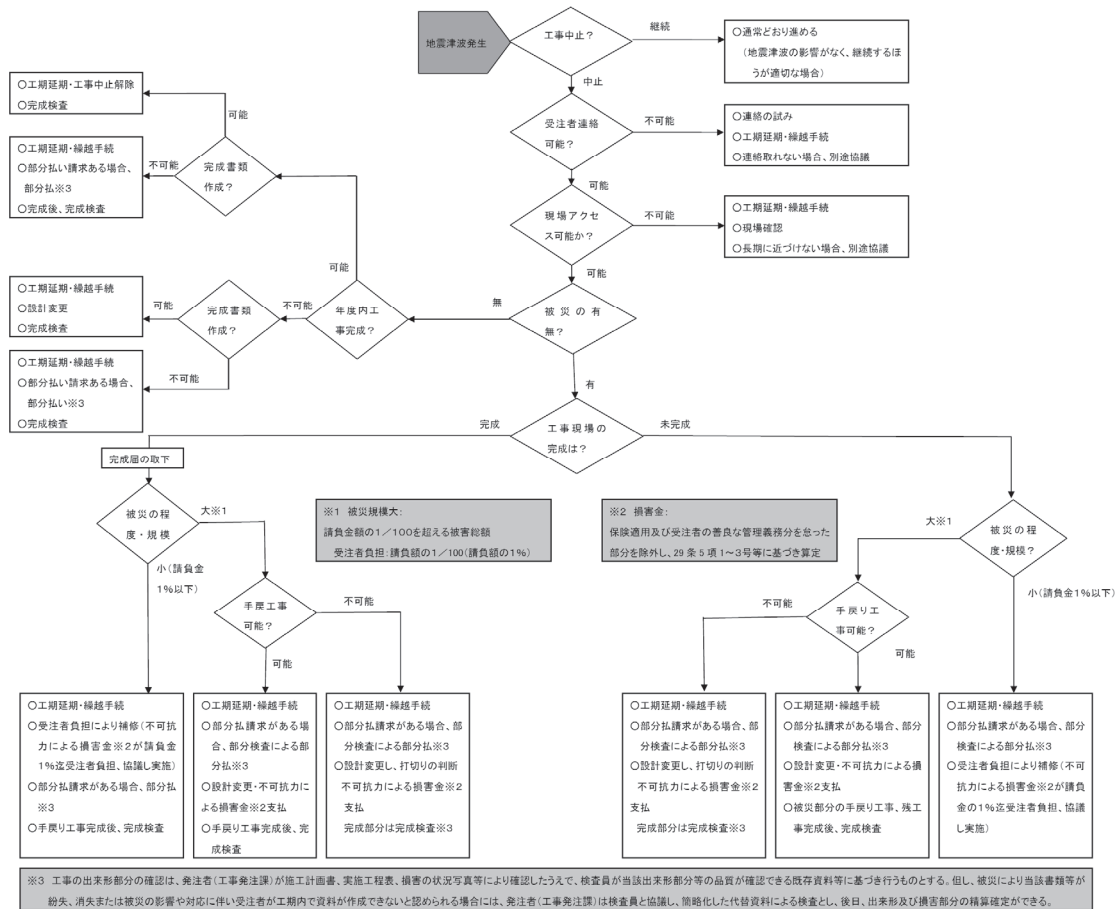 地震津波発生
工事中止？
継続
○通常どおり進める
（地震津波の影響がなく、継続するほ
うが適切な場合）
中止
受注者連絡
可能？
不可能
○連絡の試み
○工期延期・繰越手続
○連絡取れない場合、別途協議
可能
現場アクセ
ス可能か？
不可能
○工期延期・繰越手続
○現場確認
○長期に近づけない場合、別途協議
可能
被災の有
無？
無
年度内工
事完成？
可能
完成書類
作成？
可能
○工期延期・工事中止解除
○完成検査
不可能
○工期延期・繰越手続
○部分払い請求ある場合、
部分払※3
○完成後、完成検査
不可能
完成書類
作成？
可能
○工期延期・繰越手続
○設計変更
○完成検査
不可能
○工期延期・繰越手続
○部分払い請求ある場合、
部分払い※3
○完成検査
有
工事現場の
完成は？
完成
未完成
完成届の取下
被災の程
度・規模
大※1
小（請負金
1％以下）
手戻工事
可能？
不可能
可能
※1 被災規模大：
請負金額の1／100を超える被害総額
受注者負担：請負額の1／100（請負額の1％）
※2 損害金：
保険適用及び受注者の善良な管理義務分を怠った
部分を除外し、29条5項1～3号等に基づき算定
被災の程
度・規模？
大※1
小（請負金1％以下）
手戻り工
事可能？
不可能
可能
○工期延期・繰越手続
○受注者負担により補修（不可抗
力による損害金※2が請負金
1％迄受注者負担、協議し実施）
○部分払請求がある場合、部分払
※3
○手戻り工事完成後、完成検査
○工期延期・繰越手続
○部分払請求がある場
合、部分検査による部
分払※3
○設計変更・不可抗力に
よる損害金※2支払
○手戻り工事完成後、完
成検査
○工期延期・繰越手続
○部分払請求がある場合、部
分検査による部分払※3
○設計変更し、打切りの判断
不可抗力による損害金※2
支払
完成部分は完成検査※3
○工期延期・繰越手続
○部分払請求がある場合、部
分検査による部分払※3
○設計変更し、打切りの判断
不可抗力による損害金※2
支払
完成部分は完成検査※3
○工期延期・繰越手続
○部分払請求がある場合、部分
検査による部分払※3
○設計変更・不可抗力による損
害金※2支払
○被災部分の手戻り工事、残工
事完成後、完成検査
○工期延期・繰越手続
○部分払請求がある場合、部分
検査による部分払※3
○受注者負担により補修（不可抗
力による損害金※2が請負
金の1％迄受注者負担、協議
し実施）
※3 工事の出来形部分の確認は、発注者（工事発注課）が施工計画書、実施工程表、損害の状況写真等により確認したうえで、検査員が当該出来形部分等の品質が確認できる既存資料等に基づき行うものとする。但し、被災により当該書類等が
紛失、消失または被災の影響や対応に伴い受注者が工期内で資料が作成できないと認められる場合には、発注者（工事発注課）は検査員と協議し、簡略化した代替資料による検査とし、後日、出来形及び損害部分の精算確定ができる。